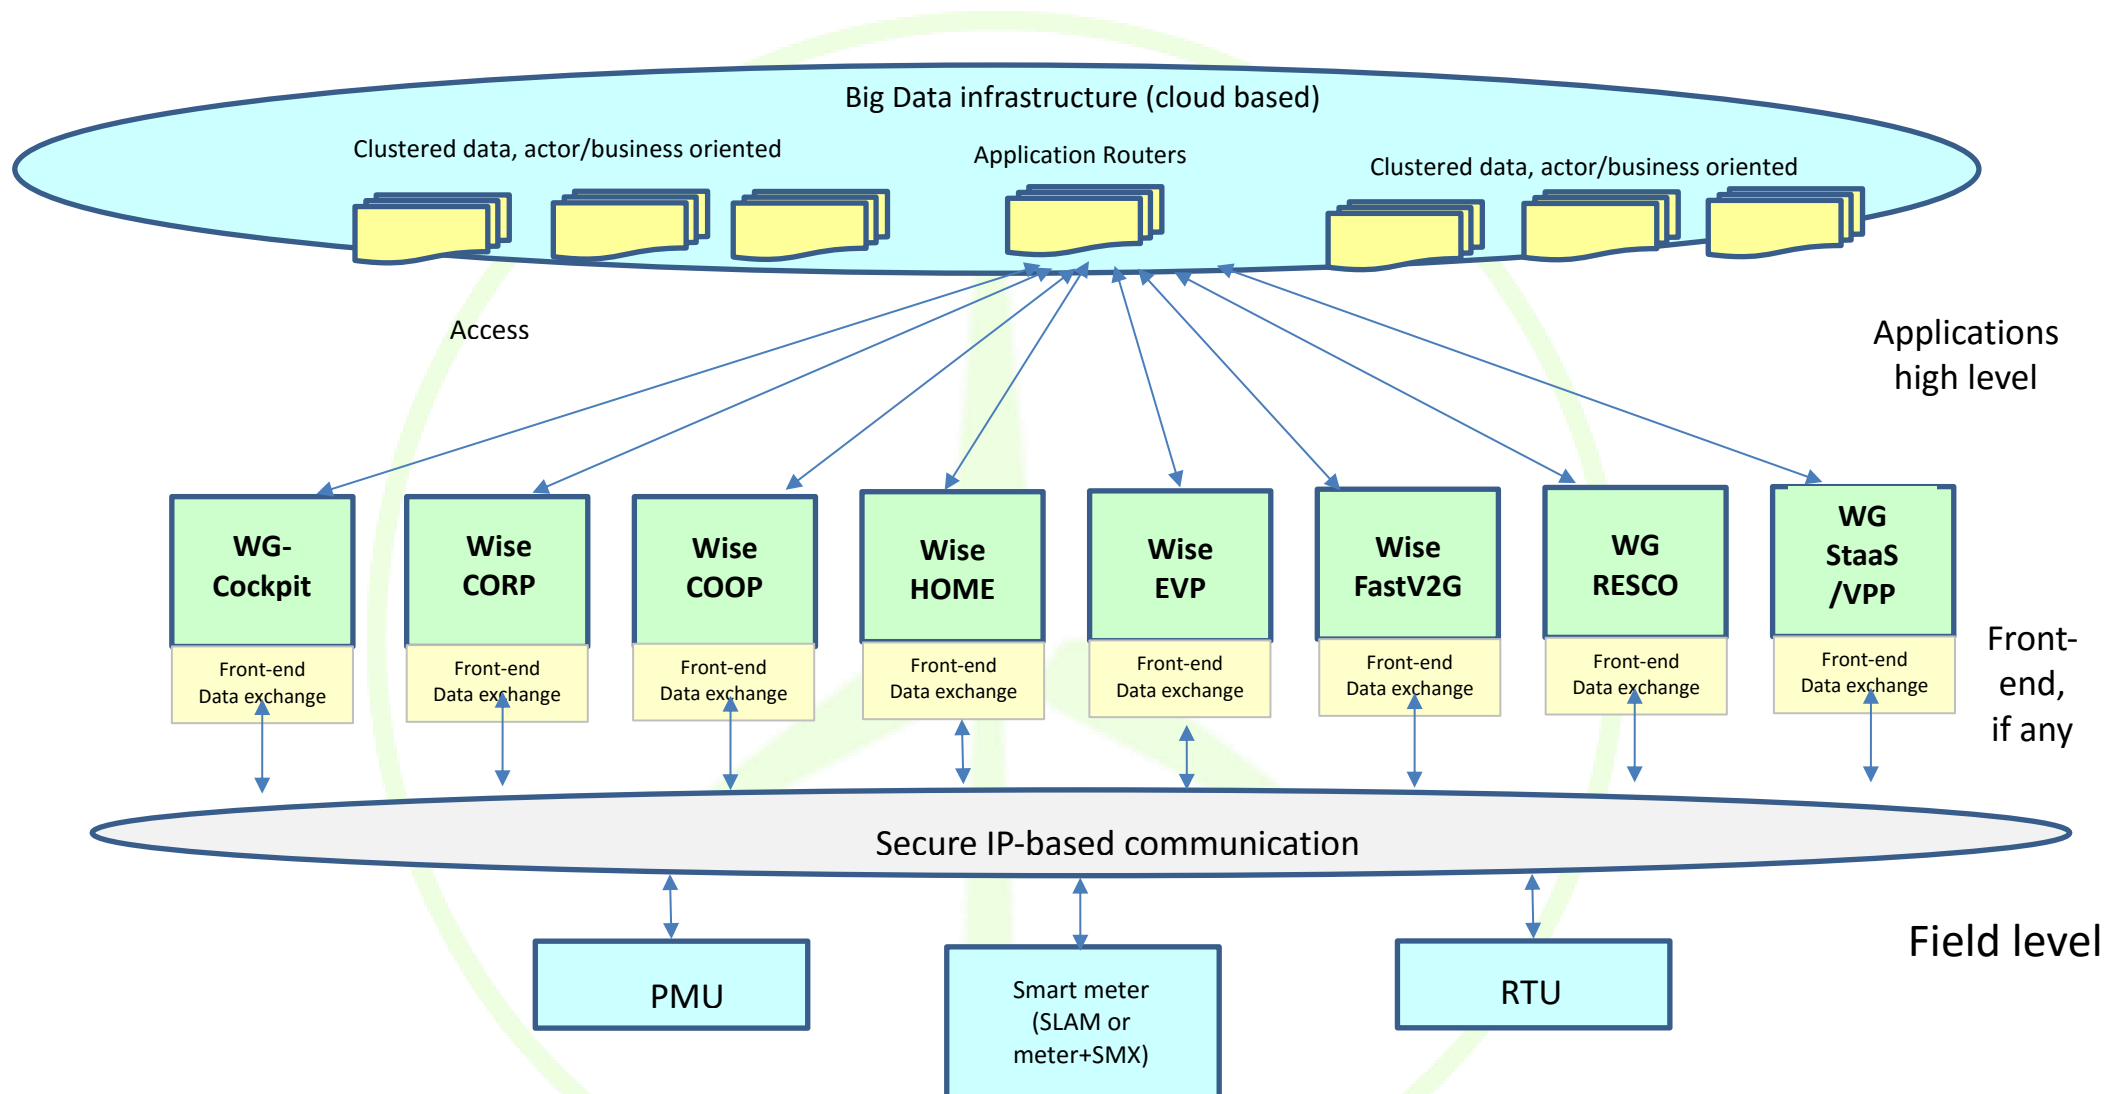 Big Data infrastructure (cloud based)
Clustered data, actor/business oriented
Application Routers
Clustered data, actor/business oriented
Access
Applications
high level
WG-
Cockpit
Wise
CORP
Wise
COOP
Wise
HOME
Wise
EVP
Wise
FastV2G
WG
RESCO
WG
StaaS
/VPP
Front-end
Data exchange
Front-end
Data exchange
Front-end
Data exchange
Front-end
Data exchange
Front-end
Data exchange
Front-end
Data exchange
Front-end
Data exchange
Front-end
Data exchange
Front-
end,
if any
Secure IP-based communication
Field level
PMU
Smart meter
(SLAM or
meter+SMX)
RTU